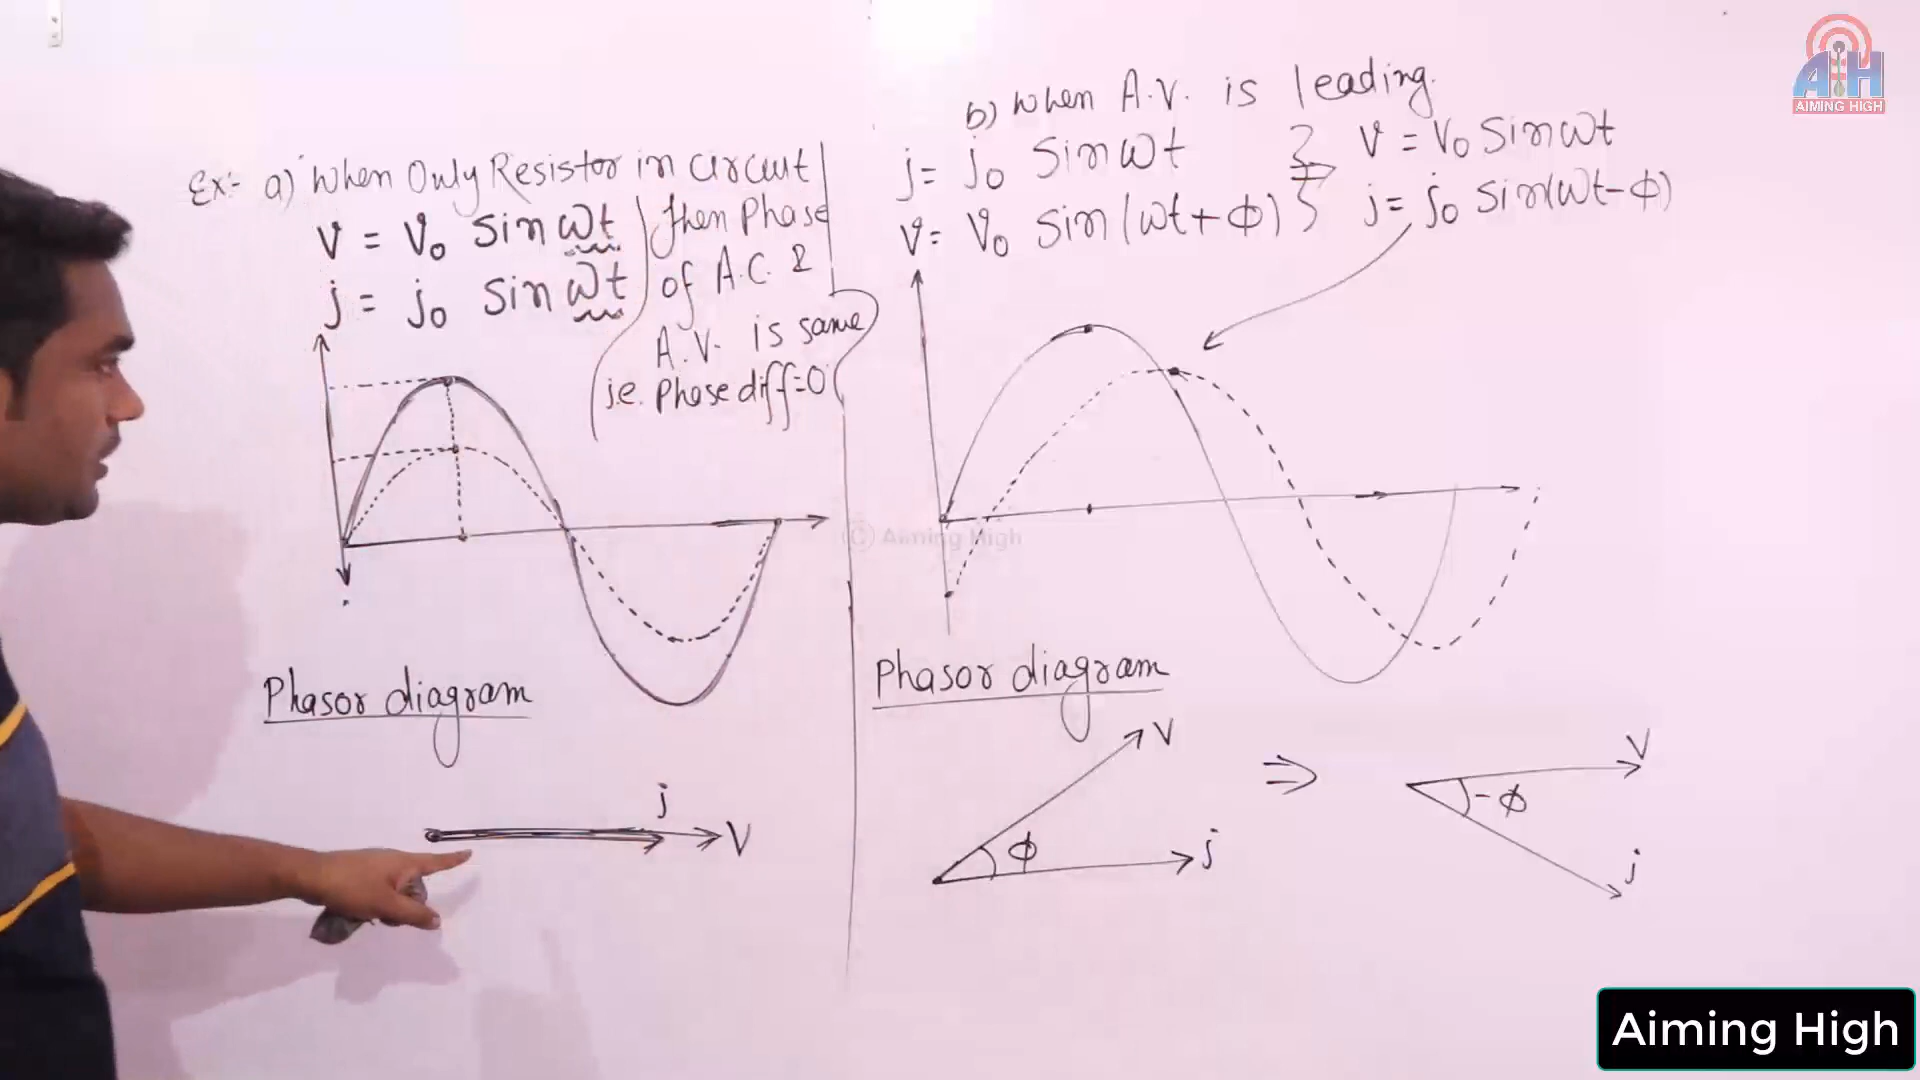 Ex:- a) When Only Resistor in circuit
V = V₀ sin ωt
j = j₀ sin ωt
then Phase
of A.C. &
A.V. is same
i.e. Phase diff=0
Phasor diagram
j
V
b) When A.V. is leading.
j = j₀ sin ωt
V = V₀ sin (ωt + ϕ)
⇒ V = V₀ sin ωt
j = j₀ sin (ωt - ϕ)
Phasor diagram
V
ϕ
j
⇒
V
-ϕ
j
© Aiming High
AH
AIMING HIGH
Aiming High